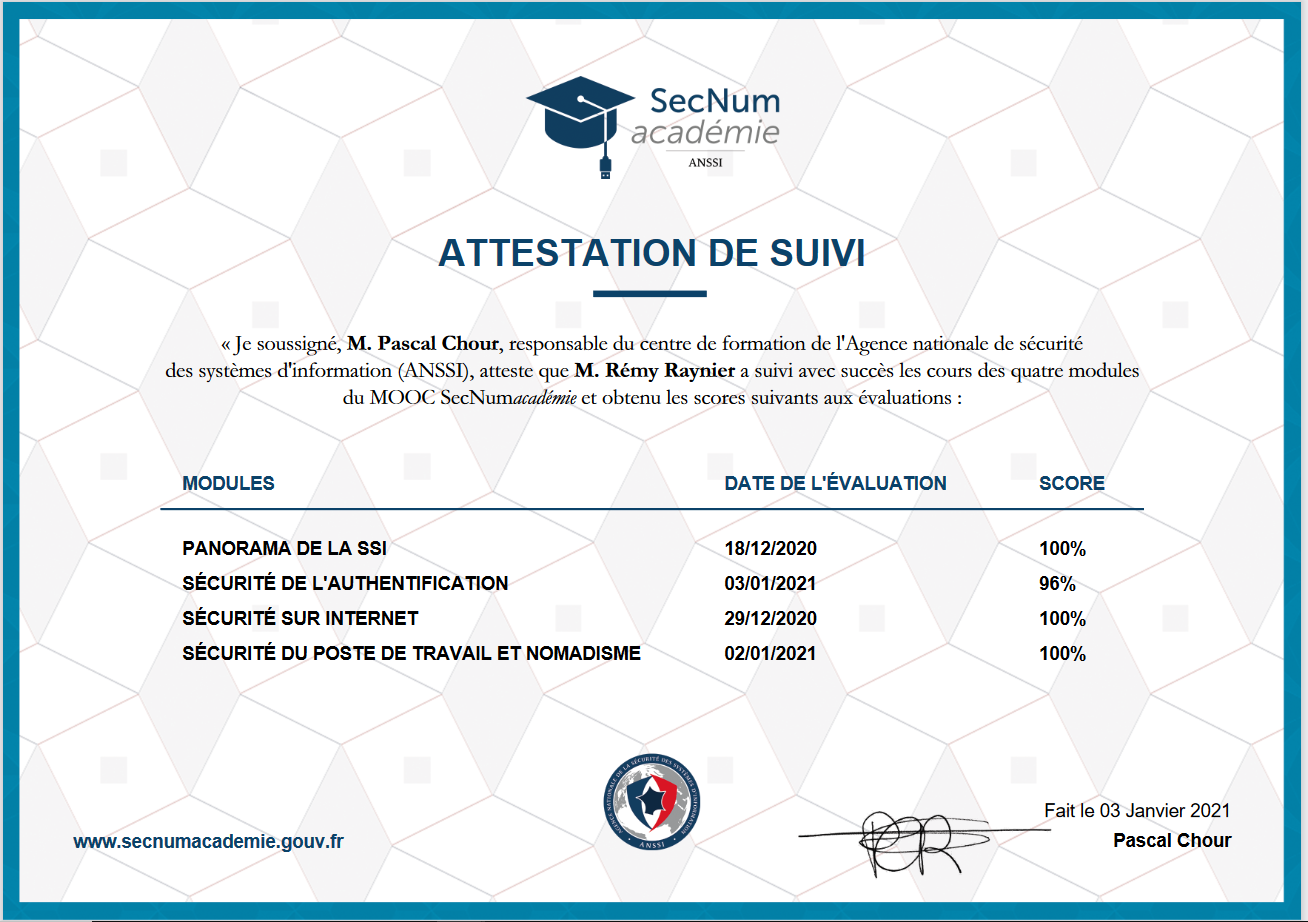 SecNum
académie
ANSSI
ATTESTATION DE SUIVI
« Je soussigné, M. Pascal Chour, responsable du centre de formation de l'Agence nationale de sécurité
des systèmes d'information (ANSSI), atteste que M. Rémy Raynier a suivi avec succès les cours des quatre modules
du MOOC SecNumacadémie et obtenu les scores suivants aux évaluations :
MODULES DATE DE L'ÉVALUATION SCORE
PANORAMA DE LA SSI 18/12/2020 100%
SÉCURITÉ DE L'AUTHENTIFICATION 03/01/2021 96%
SÉCURITÉ SUR INTERNET 29/12/2020 100%
SÉCURITÉ DU POSTE DE TRAVAIL ET NOMADISME 02/01/2021 100%
AGENCE NATIONALE DE LA SÉCURITÉ DES SYSTÈMES D'INFORMATION
ANSSI
Fait le 03 Janvier 2021
www.secnumacademie.gouv.fr
Pascal Chour